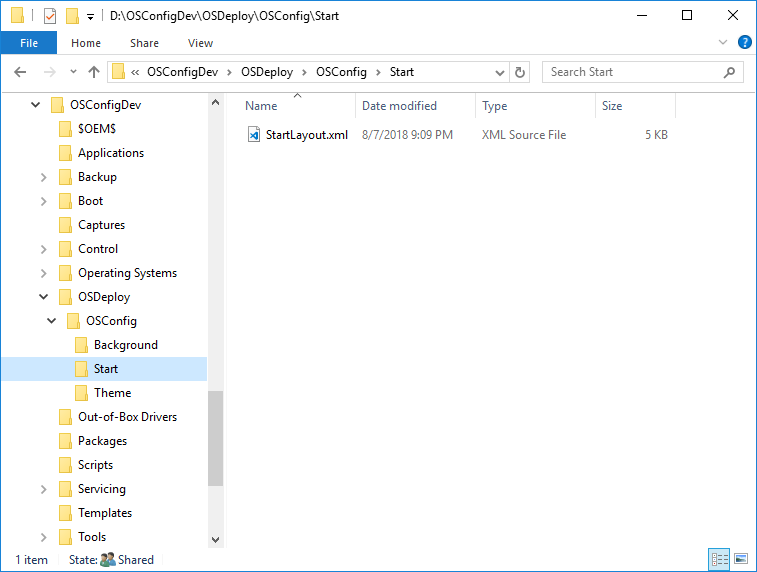 D:\OSConfigDev\OSDeploy\OSConfig\Start
File Home Share View
« OSConfigDev > OSDeploy > OSConfig > Start
Search Start
OSConfigDev
$OEM$
Applications
Backup
Boot
Captures
Control
Operating Systems
OSDeploy
OSConfig
Background
Start
Theme
Out-of-Box Drivers
Packages
Scripts
Servicing
Templates
Tools
Name Date modified Type Size
StartLayout.xml 8/7/2018 9:09 PM XML Source File 5 KB
1 item State: Shared